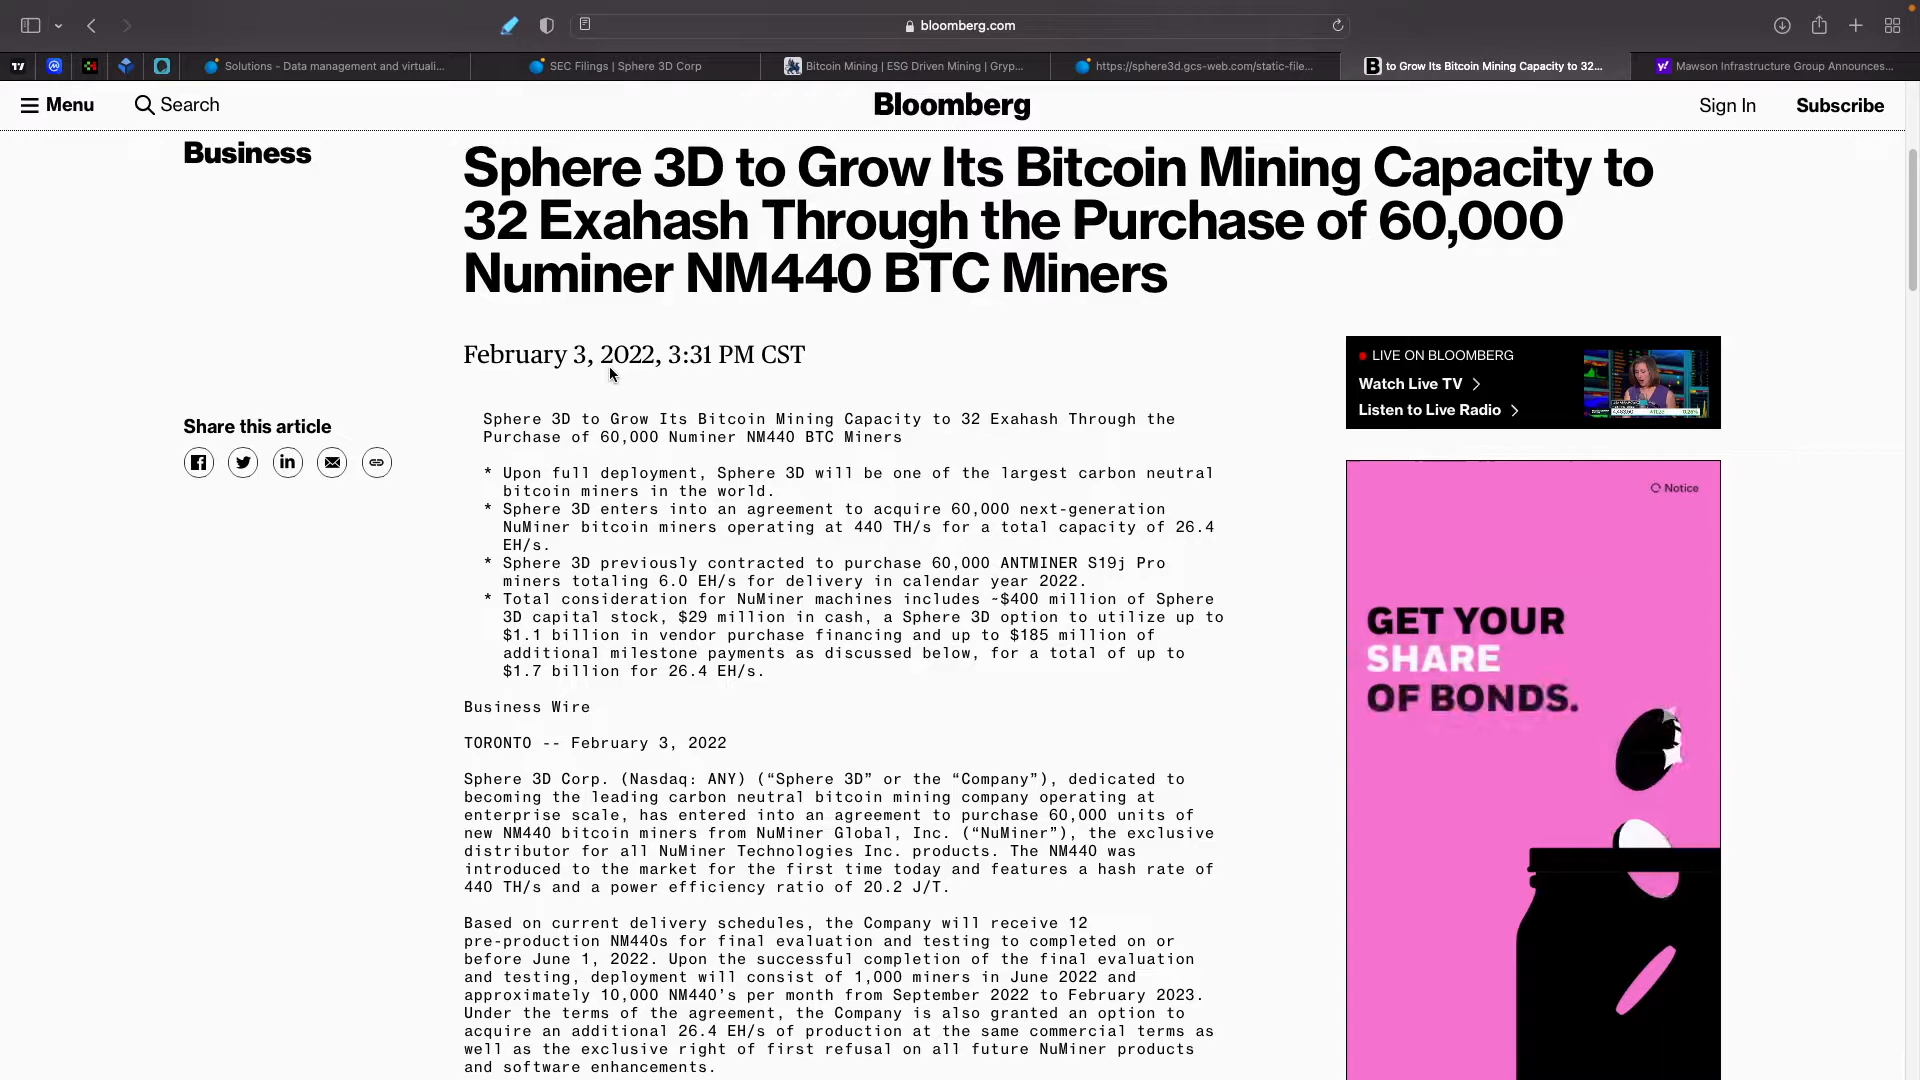 bloomberg.com
Solutions - Data management and virtuali...
SEC Filings | Sphere 3D Corp
Bitcoin Mining | ESG Driven Mining | Gryp...
https://sphere3d.gcs-web.com/static-file...
to Grow Its Bitcoin Mining Capacity to 32...
Mawson Infrastructure Group Announces...
Menu
Search
Bloomberg
Sign In
Subscribe
Business
Sphere 3D to Grow Its Bitcoin Mining Capacity to
32 Exahash Through the Purchase of 60,000
Numiner NM440 BTC Miners
February 3, 2022, 3:31 PM CST
Share this article
Sphere 3D to Grow Its Bitcoin Mining Capacity to 32 Exahash Through the
Purchase of 60,000 Numiner NM440 BTC Miners
* Upon full deployment, Sphere 3D will be one of the largest carbon neutral
bitcoin miners in the world.
* Sphere 3D enters into an agreement to acquire 60,000 next-generation
NuMiner bitcoin miners operating at 440 TH/s for a total capacity of 26.4
EH/s.
* Sphere 3D previously contracted to purchase 60,000 ANTMINER S19j Pro
miners totaling 6.0 EH/s for delivery in calendar year 2022.
* Total consideration for NuMiner machines includes ~$400 million of Sphere
3D capital stock, $29 million in cash, a Sphere 3D option to utilize up to
$1.1 billion in vendor purchase financing and up to $185 million of
additional milestone payments as discussed below, for a total of up to
$1.7 billion for 26.4 EH/s.
Business Wire
TORONTO -- February 3, 2022
Sphere 3D Corp. (Nasdaq: ANY) (“Sphere 3D” or the “Company”), dedicated to
becoming the leading carbon neutral bitcoin mining company operating at
enterprise scale, has entered into an agreement to purchase 60,000 units of
new NM440 bitcoin miners from NuMiner Global, Inc. (“NuMiner”), the exclusive
distributor for all NuMiner Technologies Inc. products. The NM440 was
introduced to the market for the first time today and features a hash rate of
440 TH/s and a power efficiency ratio of 20.2 J/T.
Based on current delivery schedules, the Company will receive 12
pre-production NM440s for final evaluation and testing to completed on or
before June 1, 2022. Upon the successful completion of the final evaluation
and testing, deployment will consist of 1,000 miners in June 2022 and
approximately 10,000 NM440’s per month from September 2022 to February 2023.
Under the terms of the agreement, the Company is also granted an option to
acquire an additional 26.4 EH/s of production at the same commercial terms as
well as the exclusive right of first refusal on all future NuMiner products
and software enhancements.
LIVE ON BLOOMBERG
Watch Live TV
Listen to Live Radio
Notice
GET YOUR
SHARE
OF BONDS.